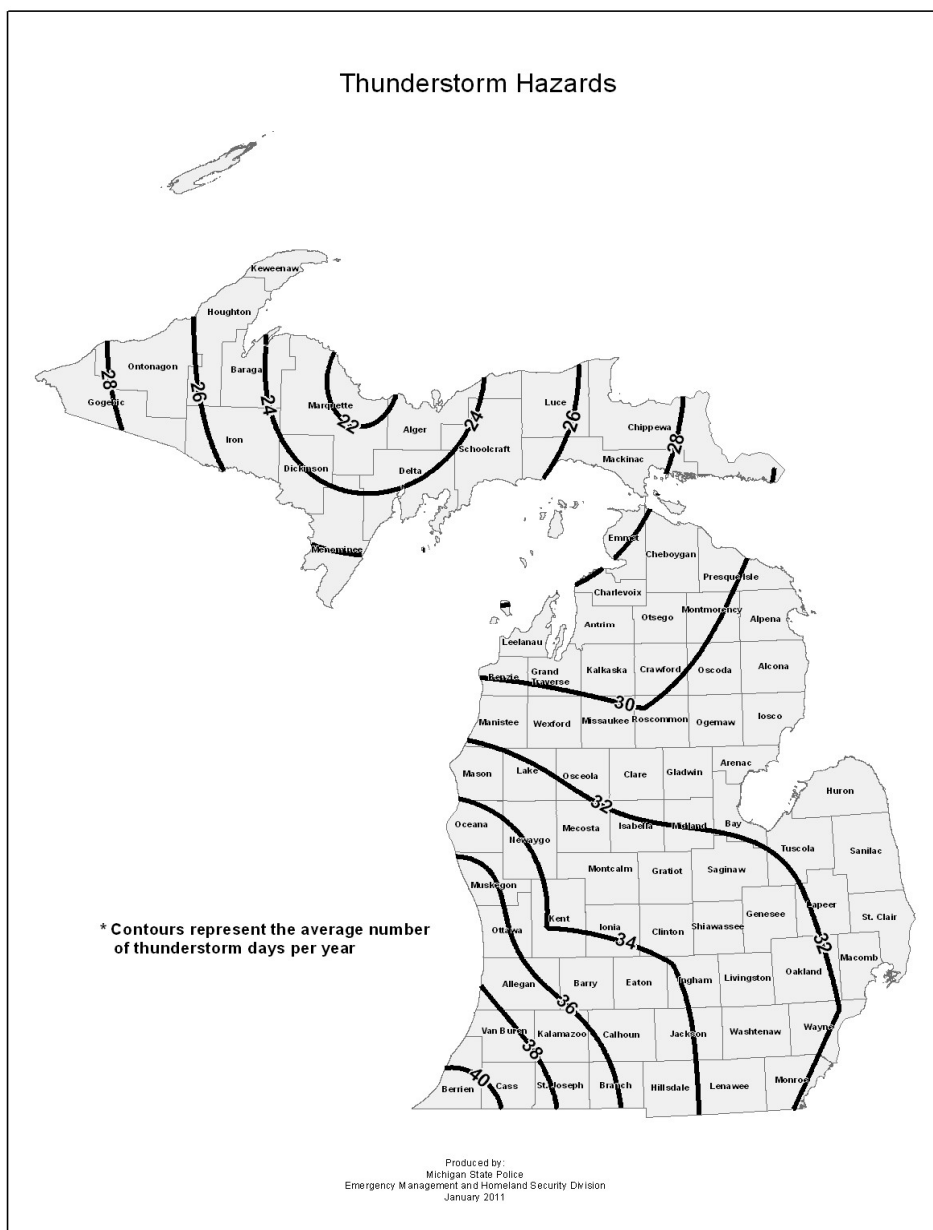 Thunderstorm Hazards
Keweenaw
Houghton
Ontonagon
Baraga
Gogebic
28
26
24
22
Marquette
Iron
Alger
24
Luce
26
Schoolcraft
Chippewa
28
Mackinac
Dickinson
Delta
Menominee
Emmet
Cheboygan
Presque Isle
Charlevoix
Antrim
Otsego
Montmorency
Alpena
Leelanau
Benzie
Grand
Traverse
Kalkaska
Crawford
Oscoda
Alcona
30
Manistee
Wexford
Missaukee
Roscommon
Ogemaw
Iosco
Mason
Lake
Osceola
Clare
Gladwin
Arenac
Huron
32
Oceana
Newaygo
Mecosta
Isabella
Midland
Bay
Tuscola
Sanilac
Muskegon
Montcalm
Gratiot
Saginaw
Lapeer
Genesee
St. Clair
* Contours represent the average number
of thunderstorm days per year
Ottawa
Kent
Ionia
34
Clinton
Shiawassee
32
Macomb
Oakland
Allegan
Barry
Eaton
Ingham
Livingston
36
Van Buren
Kalamazoo
Calhoun
Jackson
Washtenaw
Wayne
38
40
Berrien
Cass
St. Joseph
Branch
Hillsdale
Lenawee
Monroe
Produced by:
Michigan State Police
Emergency Management and Homeland Security Division
January 2011